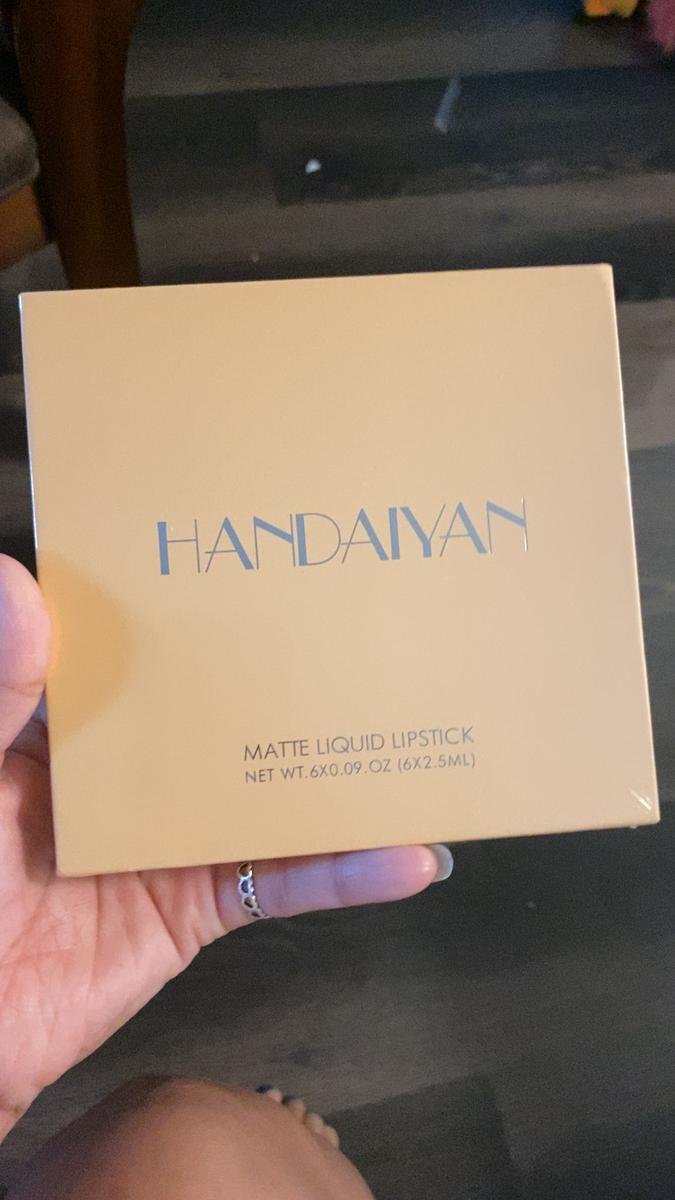 HANDAIYAN
MATTE LIQUID LIPSTICK
NET WT.6X0.09.OZ (6X2.5ML)